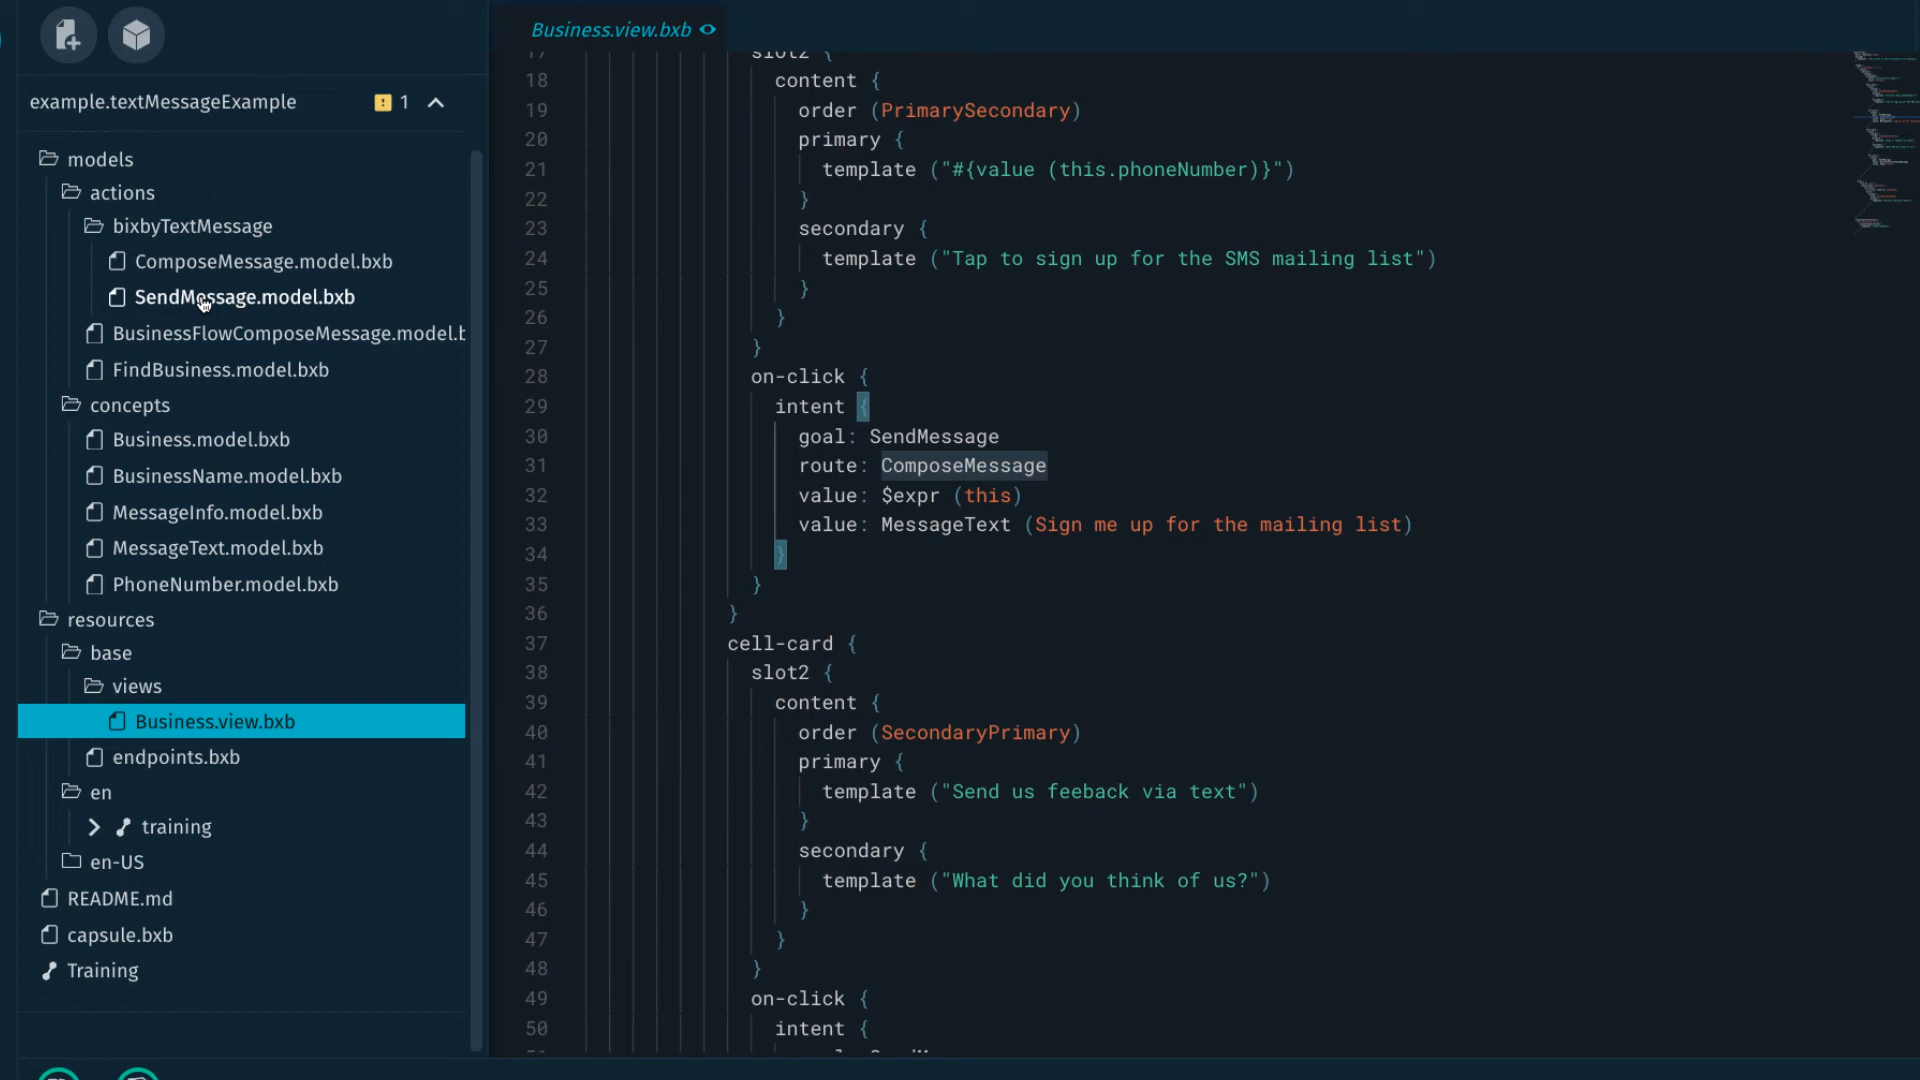 example.textMessageExample 1
models
actions
bixbyTextMessage
ComposeMessage.model.bxb
SendMessage.model.bxb
BusinessFlowComposeMessage.model.b
FindBusiness.model.bxb
concepts
Business.model.bxb
BusinessName.model.bxb
MessageInfo.model.bxb
MessageText.model.bxb
PhoneNumber.model.bxb
resources
base
views
Business.view.bxb
endpoints.bxb
en
training
en-US
README.md
capsule.bxb
Training
Business.view.bxb
17 slot2 {
18 content {
19 order (PrimarySecondary)
20 primary {
21 template ("#{value (this.phoneNumber)}")
22 }
23 secondary {
24 template ("Tap to sign up for the SMS mailing list")
25 }
26 }
27 }
28 on-click {
29 intent {
30 goal: SendMessage
31 route: ComposeMessage
32 value: $expr (this)
33 value: MessageText (Sign me up for the mailing list)
34 }
35 }
36 }
37 cell-card {
38 slot2 {
39 content {
40 order (SecondaryPrimary)
41 primary {
42 template ("Send us feeback via text")
43 }
44 secondary {
45 template ("What did you think of us?")
46 }
47 }
48 }
49 on-click {
50 intent {